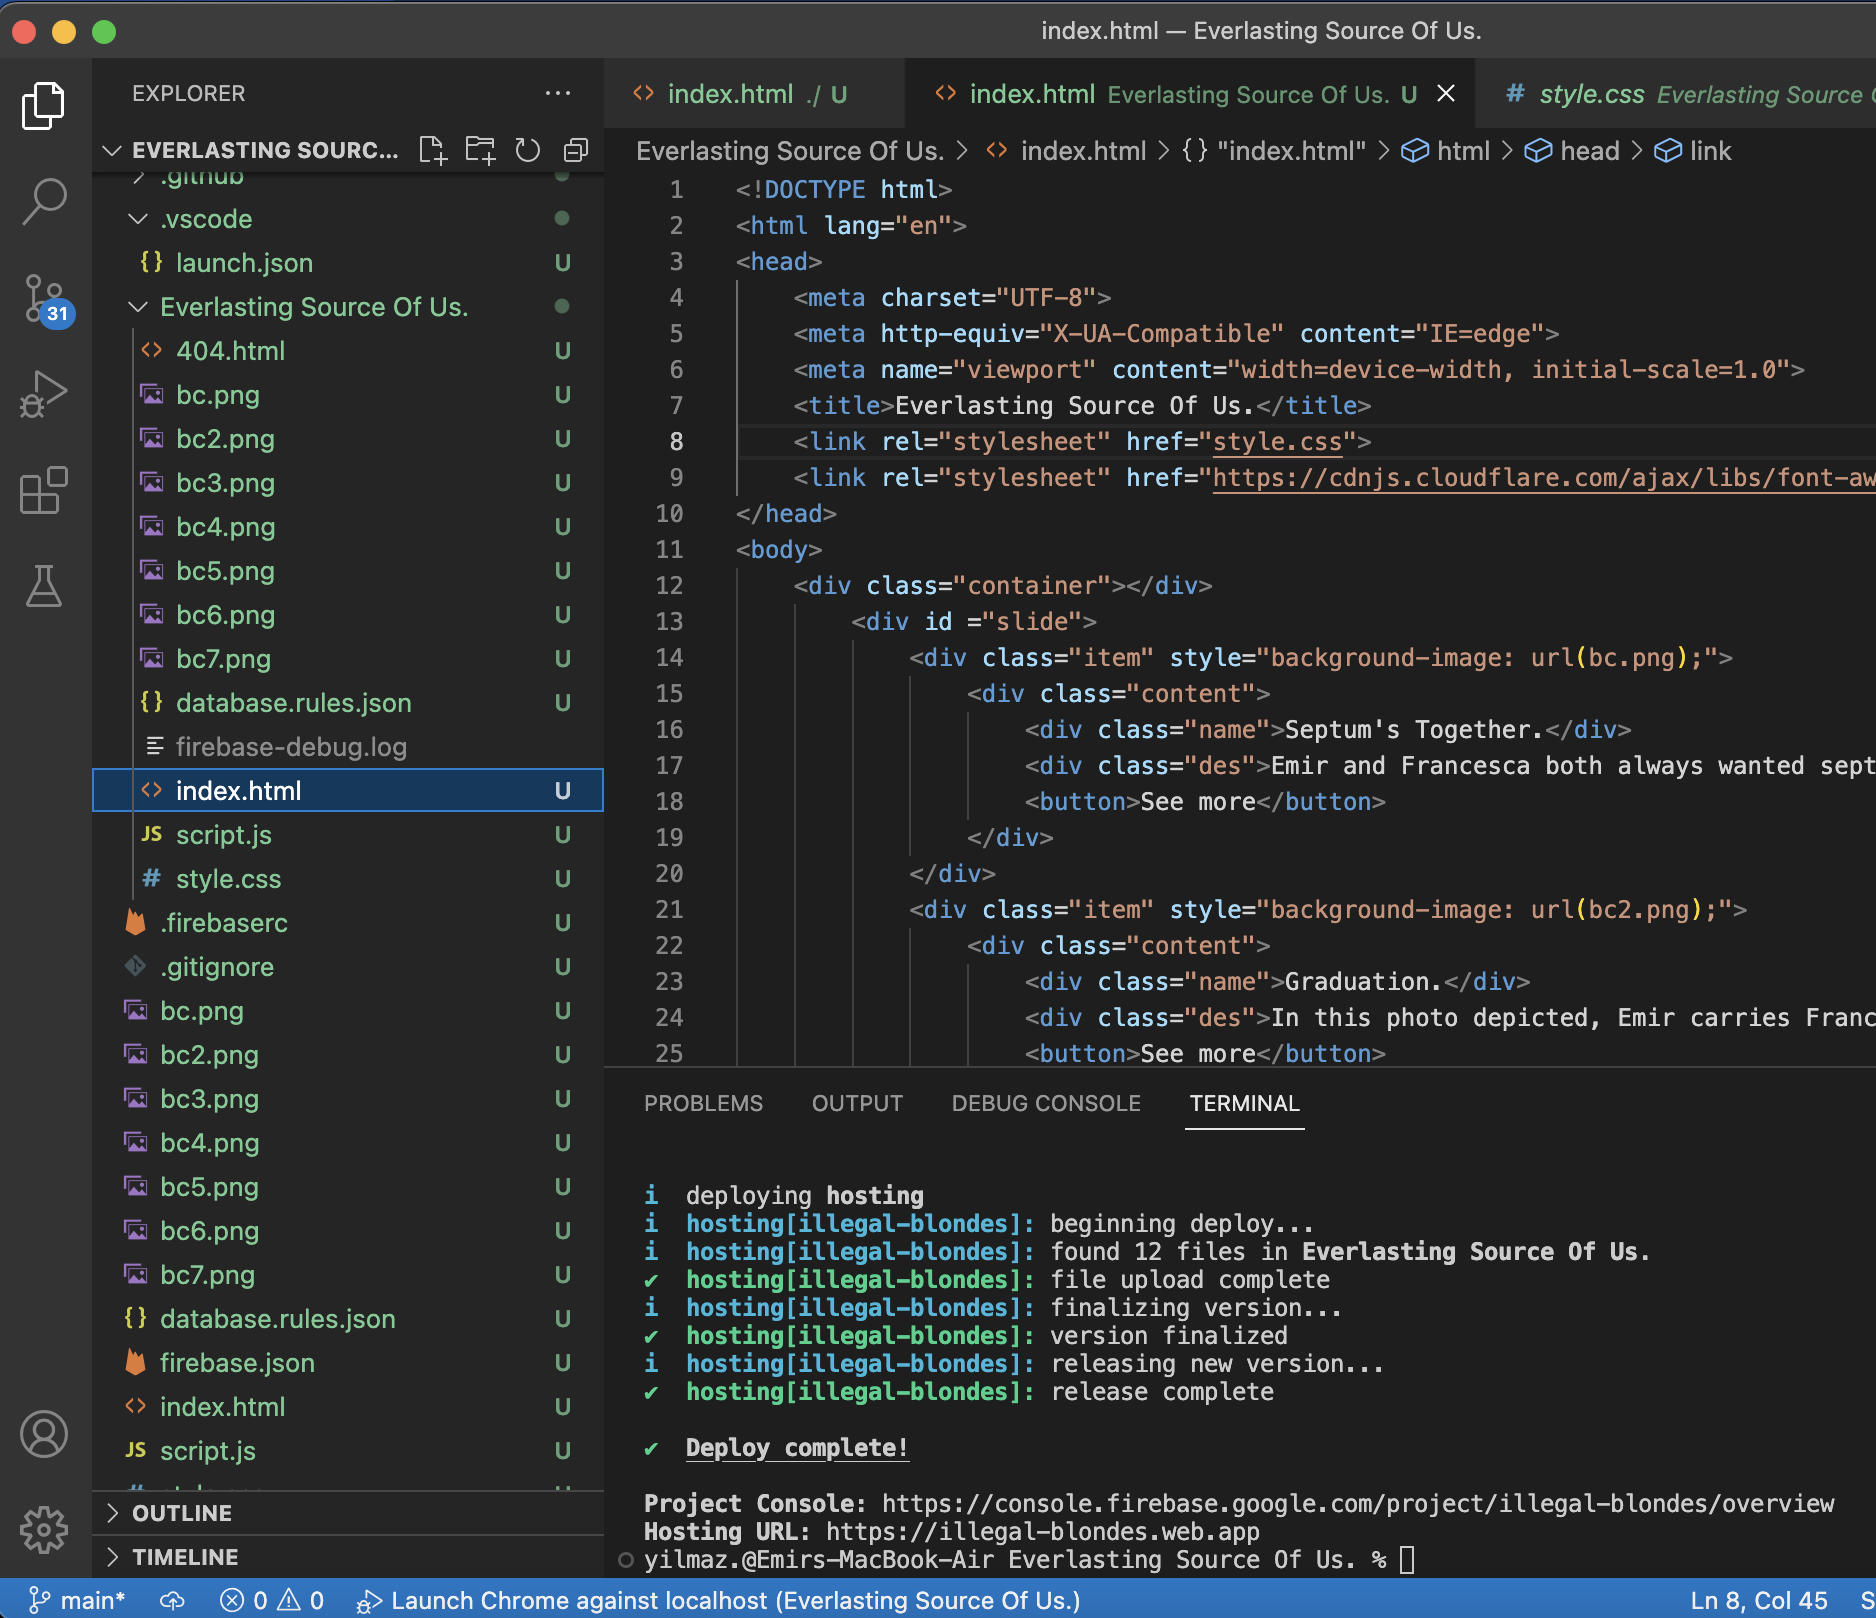 index.html — Everlasting Source Of Us.
EXPLORER
index.html ./ U
index.html Everlasting Source Of Us. U
# style.css Everlasting Source
EVERLASTING SOURC...
Everlasting Source Of Us. > index.html > {} "index.html" > html > head > link
.github
.vscode
{} launch.json U
Everlasting Source Of Us.
404.html U
bc.png U
bc2.png U
bc3.png U
bc4.png U
bc5.png U
bc6.png U
bc7.png U
{} database.rules.json U
firebase-debug.log
index.html U
JS script.js U
# style.css U
.firebaserc U
.gitignore U
bc.png U
bc2.png U
bc3.png U
bc4.png U
bc5.png U
bc6.png U
bc7.png U
{} database.rules.json U
firebase.json U
index.html U
JS script.js U
OUTLINE
TIMELINE
31
1 <!DOCTYPE html>
2 <html lang="en">
3 <head>
4 <meta charset="UTF-8">
5 <meta http-equiv="X-UA-Compatible" content="IE=edge">
6 <meta name="viewport" content="width=device-width, initial-scale=1.0">
7 <title>Everlasting Source Of Us.</title>
8 <link rel="stylesheet" href="style.css">
9 <link rel="stylesheet" href="https://cdnjs.cloudflare.com/ajax/libs/font-aw
10 </head>
11 <body>
12 <div class="container"></div>
13 <div id ="slide">
14 <div class="item" style="background-image: url(bc.png);">
15 <div class="content">
16 <div class="name">Septum's Together.</div>
17 <div class="des">Emir and Francesca both always wanted sept
18 <button>See more</button>
19 </div>
20 </div>
21 <div class="item" style="background-image: url(bc2.png);">
22 <div class="content">
23 <div class="name">Graduation.</div>
24 <div class="des">In this photo depicted, Emir carries Franc
25 <button>See more</button>
PROBLEMS OUTPUT DEBUG CONSOLE TERMINAL
i deploying hosting
i hosting[illegal-blondes]: beginning deploy...
i hosting[illegal-blondes]: found 12 files in Everlasting Source Of Us.
✔ hosting[illegal-blondes]: file upload complete
i hosting[illegal-blondes]: finalizing version...
✔ hosting[illegal-blondes]: version finalized
i hosting[illegal-blondes]: releasing new version...
✔ hosting[illegal-blondes]: release complete
✔ Deploy complete!
Project Console: https://console.firebase.google.com/project/illegal-blondes/overview
Hosting URL: https://illegal-blondes.web.app
yilmaz.@Emirs-MacBook-Air Everlasting Source Of Us. %
main* 0 0 Launch Chrome against localhost (Everlasting Source Of Us.) Ln 8, Col 45